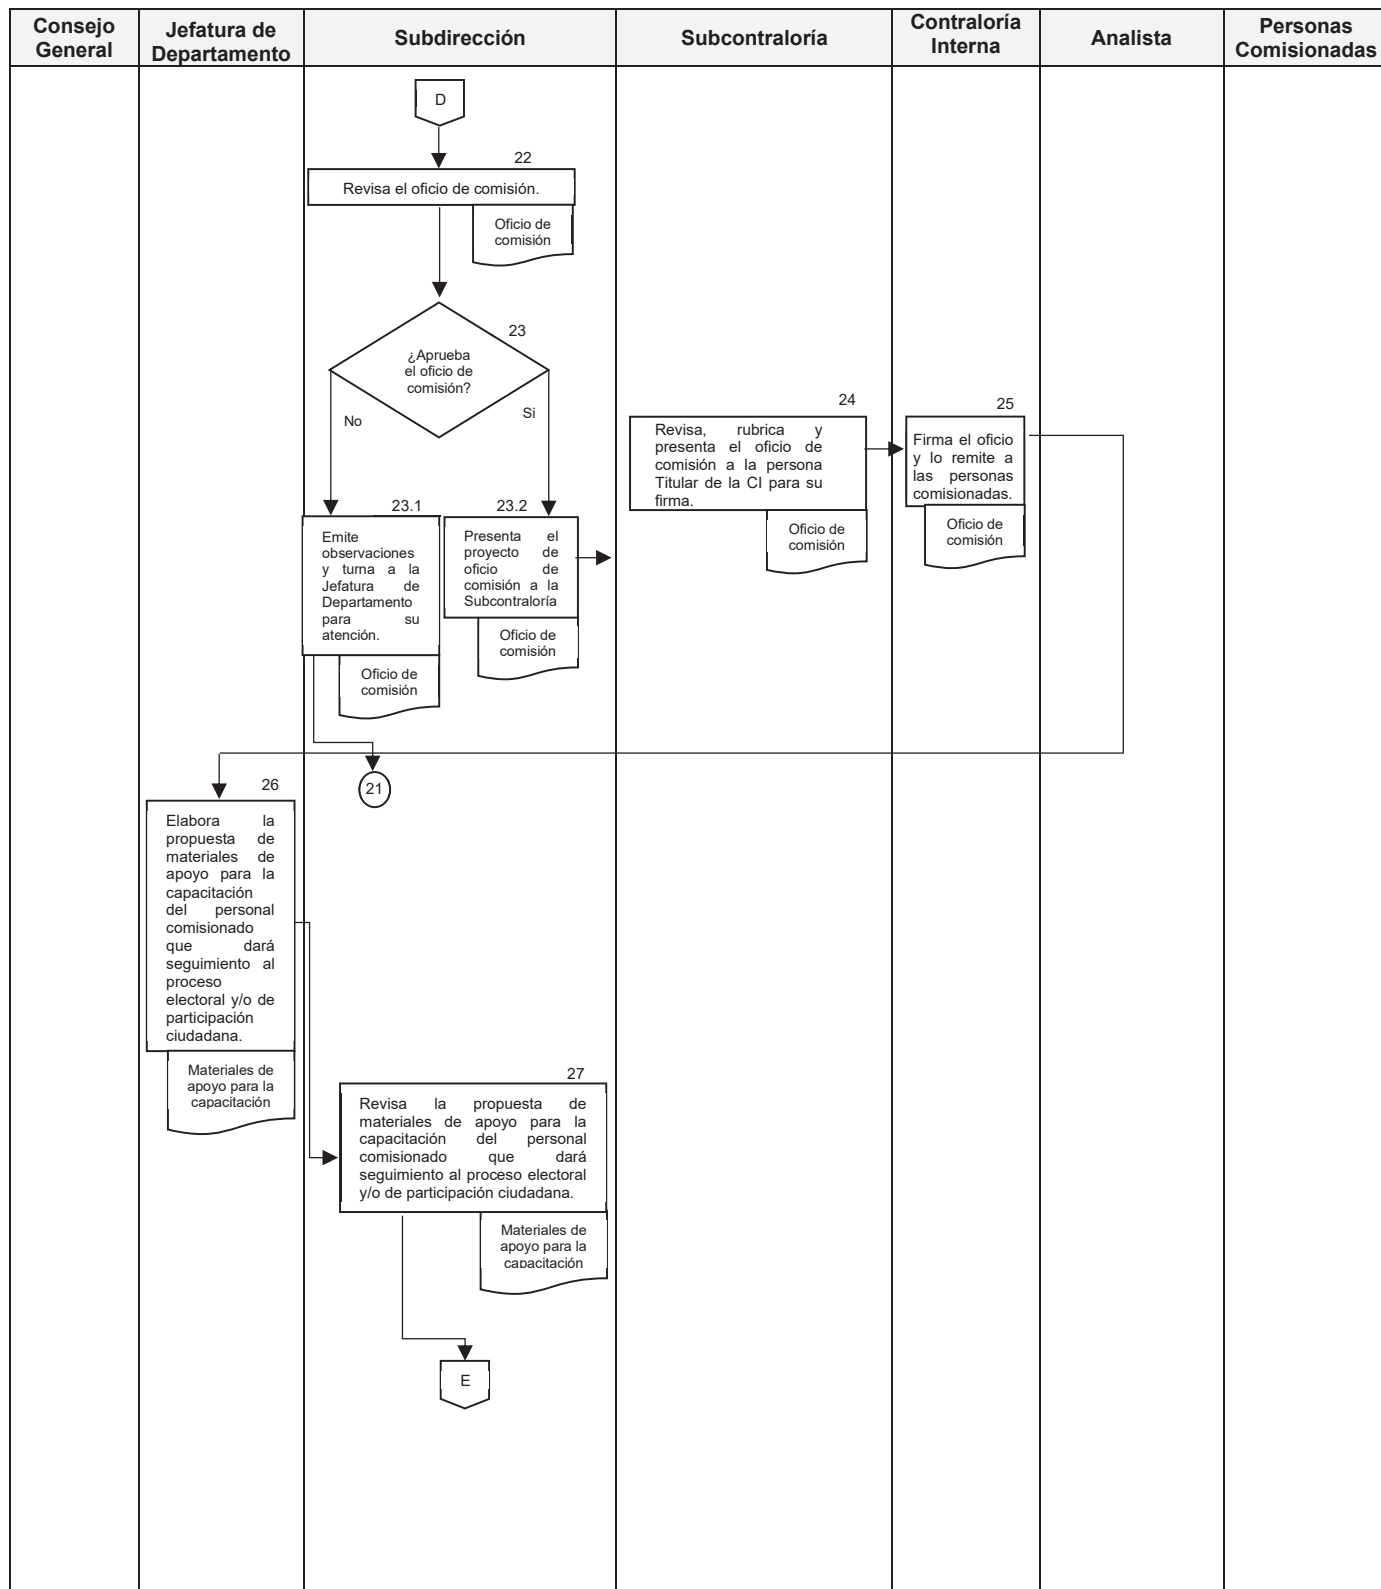 Consejo
General
Jefatura de
Departamento
Subdirección
Subcontraloría
Contraloría
Interna
Analista
Personas
Comisionadas
D
22
Revisa el oficio de comisión.
Oficio de
comisión
23
¿Aprueba
el oficio de
comisión?
No
Si
23.1
Emite
observaciones
y turna a la
Jefatura de
Departamento
para su
atención.
Oficio de
comisión
23.2
Presenta el
proyecto de
oficio de
comisión a la
Subcontraloría
Oficio de
comisión
24
Revisa, rubrica y
presenta el oficio de
comisión a la persona
Titular de la CI para su
firma.
Oficio de
comisión
25
Firma el oficio
y lo remite a
las personas
comisionadas.
Oficio de
comisión
21
26
Elabora la
propuesta de
materiales de
apoyo para la
capacitación
del personal
comisionado
que dará
seguimiento al
proceso
electoral y/o de
participación
ciudadana.
Materiales de
apoyo para la
capacitación
27
Revisa la propuesta de
materiales de apoyo para la
capacitación del personal
comisionado que dará
seguimiento al proceso electoral
y/o de participación ciudadana.
Materiales de
apoyo para la
capacitación
E